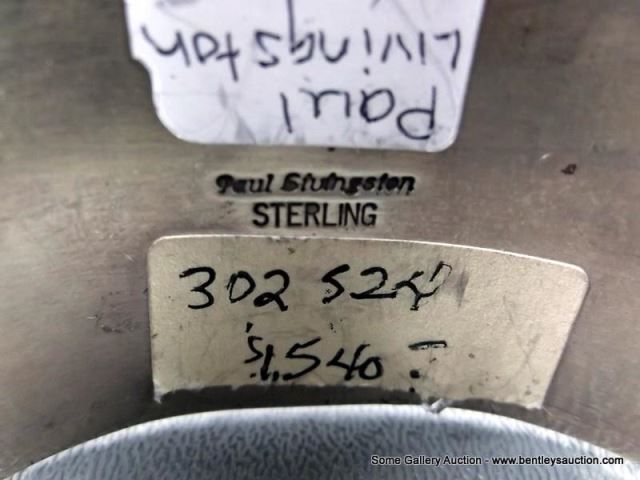 Paul
Livingston
Paul Livingston
STERLING
302 524
$1,540.-
Some Gallery Auction - www.bentleysauction.com